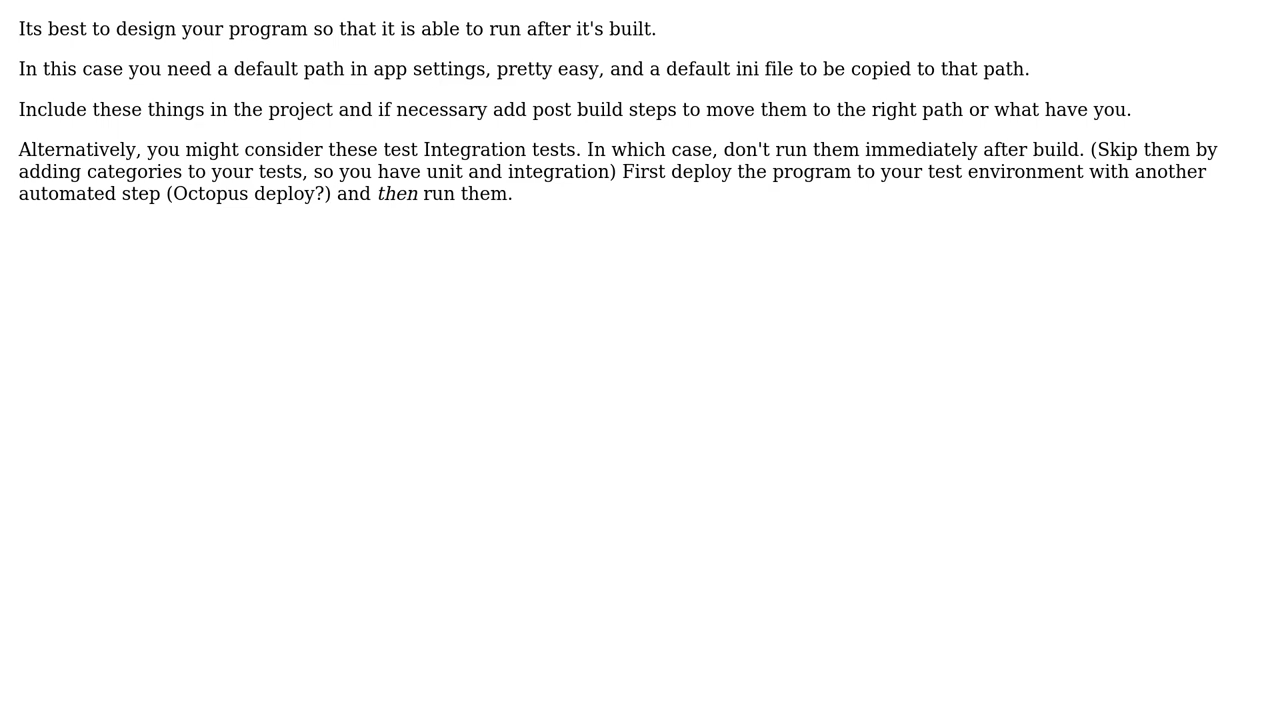 Its best to design your program so that it is able to run after it's built.
In this case you need a default path in app settings, pretty easy, and a default ini file to be copied to that path.
Include these things in the project and if necessary add post build steps to move them to the right path or what have you.
Alternatively, you might consider these test Integration tests. In which case, don't run them immediately after build. (Skip them by
adding categories to your tests, so you have unit and integration) First deploy the program to your test environment with another
automated step (Octopus deploy?) and then run them.